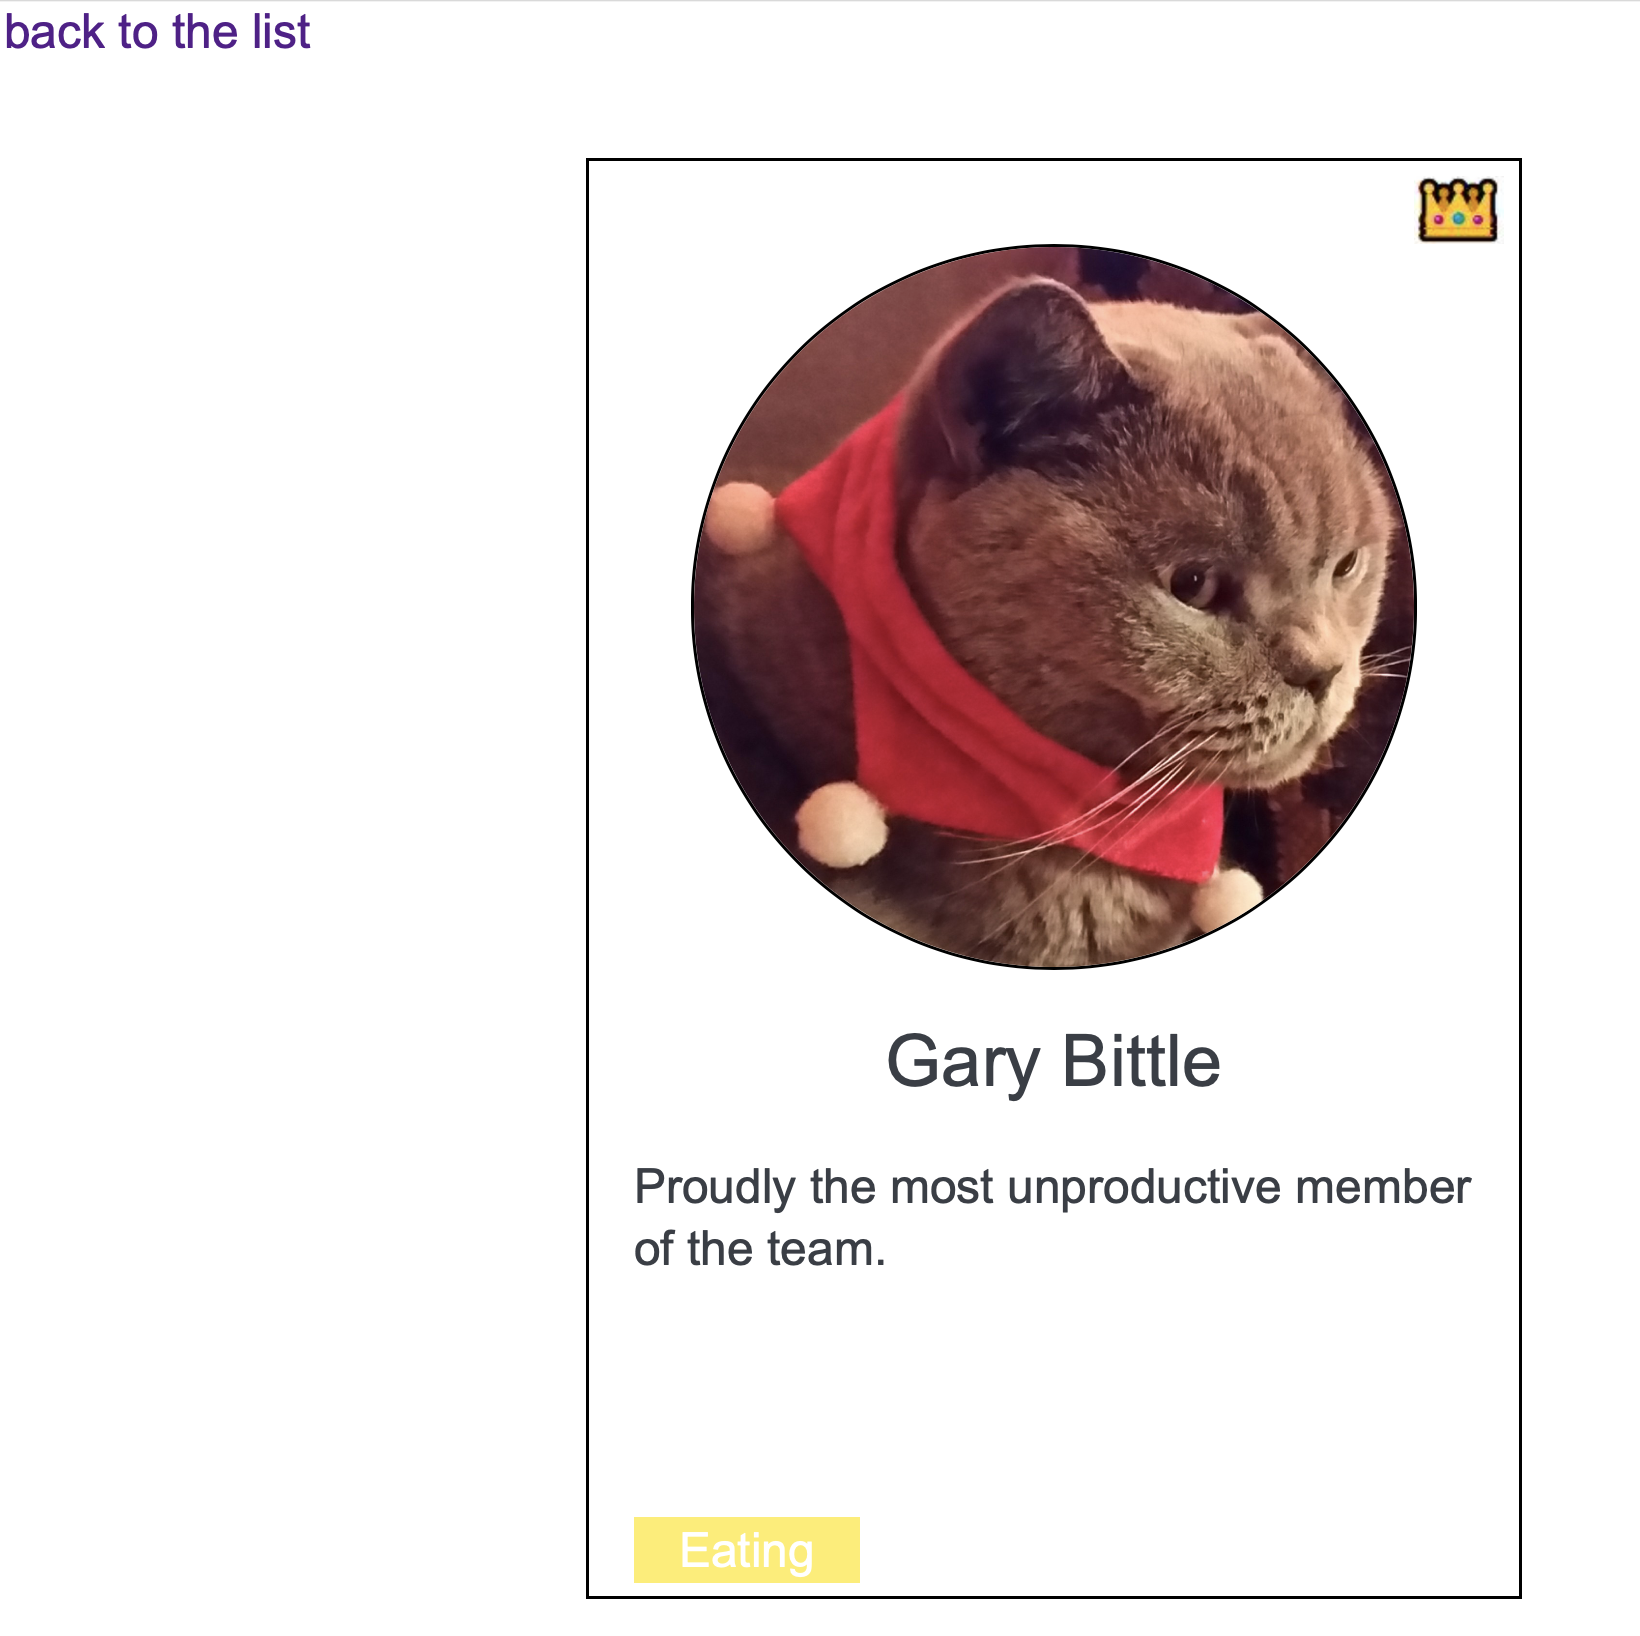 back to the list
Gary Bittle
Proudly the most unproductive member
of the team.
Eating